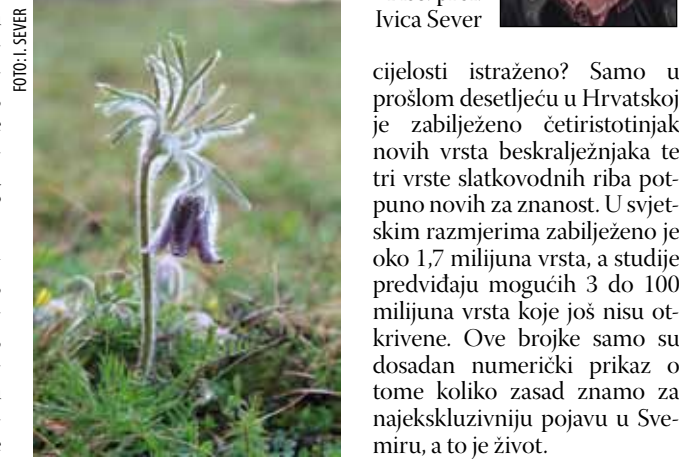 FOTO: I. SEVER
Ivica Sever
cijelosti istraženo? Samo u
prošlom desetljeću u Hrvatskoj
je zabilježeno četiristotinjak
novih vrsta beskralježnjaka te
tri vrste slatkovodnih riba pot-
puno novih za znanost. U svjet-
skim razmjerima zabilježeno je
oko 1,7 milijuna vrsta, a studije
predviđaju mogućih 3 do 100
milijuna vrsta koje još nisu ot-
krivene. Ove brojke samo su
dosadan numerički prikaz o
tome koliko zasad znamo za
najekskluzivniju pojavu u Sve-
miru, a to je život.